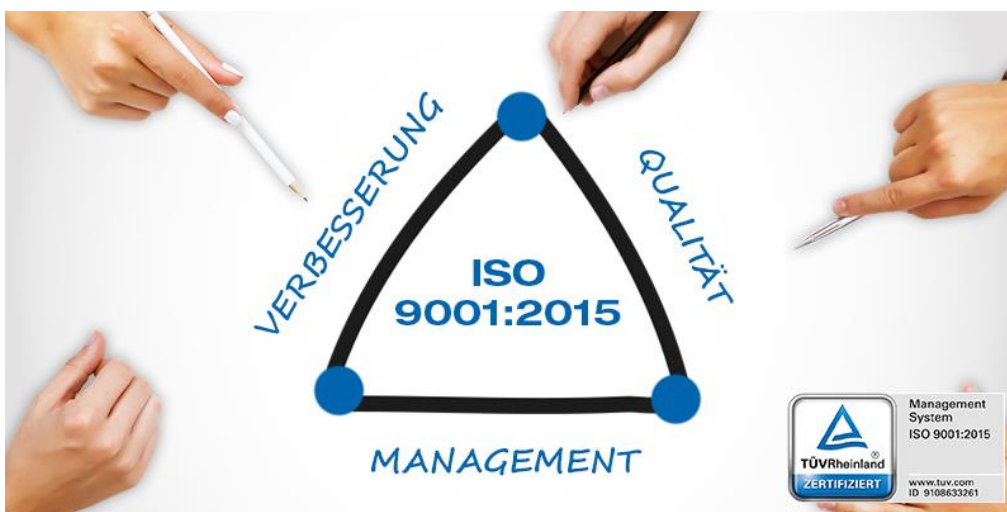 VERBESSERUNG
QUALITÄT
ISO
9001:2015
MANAGEMENT
TÜVRheinland®
ZERTIFIZIERT
Management
System
ISO 9001:2015
www.tuv.com
ID 9108633261